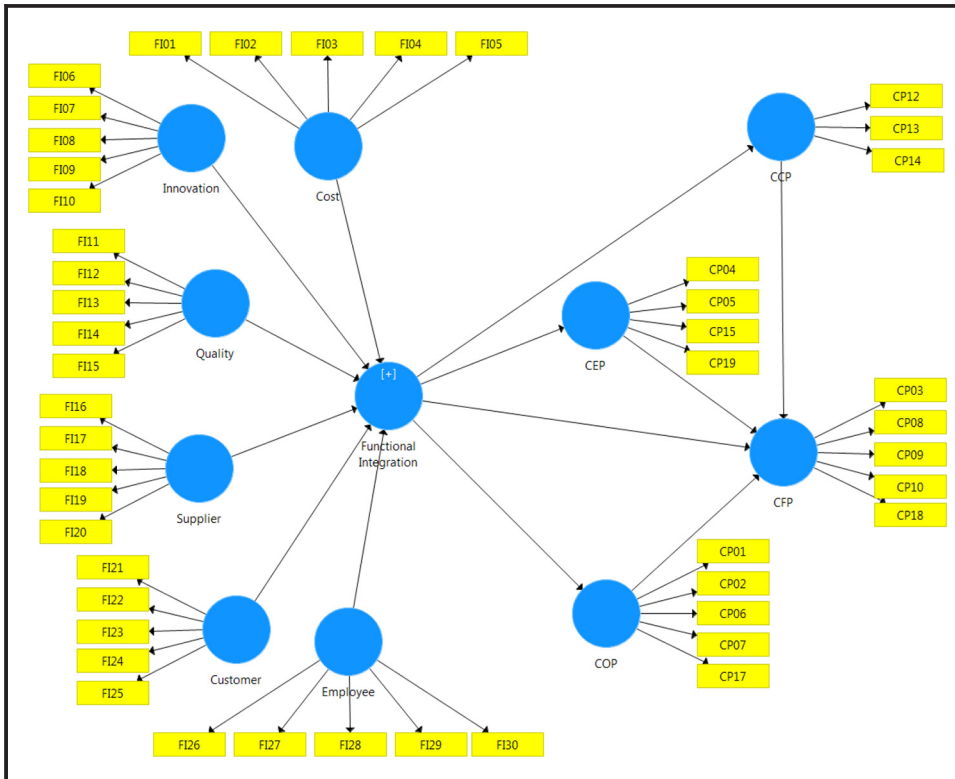 FI01
FI02
FI03
FI04
FI05
FI06
FI07
FI08
FI09
FI10
Innovation
Cost
CP12
CP13
CP14
CCP
FI11
FI12
FI13
FI14
FI15
Quality
CP04
CP05
CP15
CP19
CEP
[+]
Functional
Integration
CP03
CP08
CP09
CP10
CP18
CFP
FI16
FI17
FI18
FI19
FI20
Supplier
CP01
CP02
CP06
CP07
CP17
COP
FI21
FI22
FI23
FI24
FI25
Customer
Employee
FI26
FI27
FI28
FI29
FI30